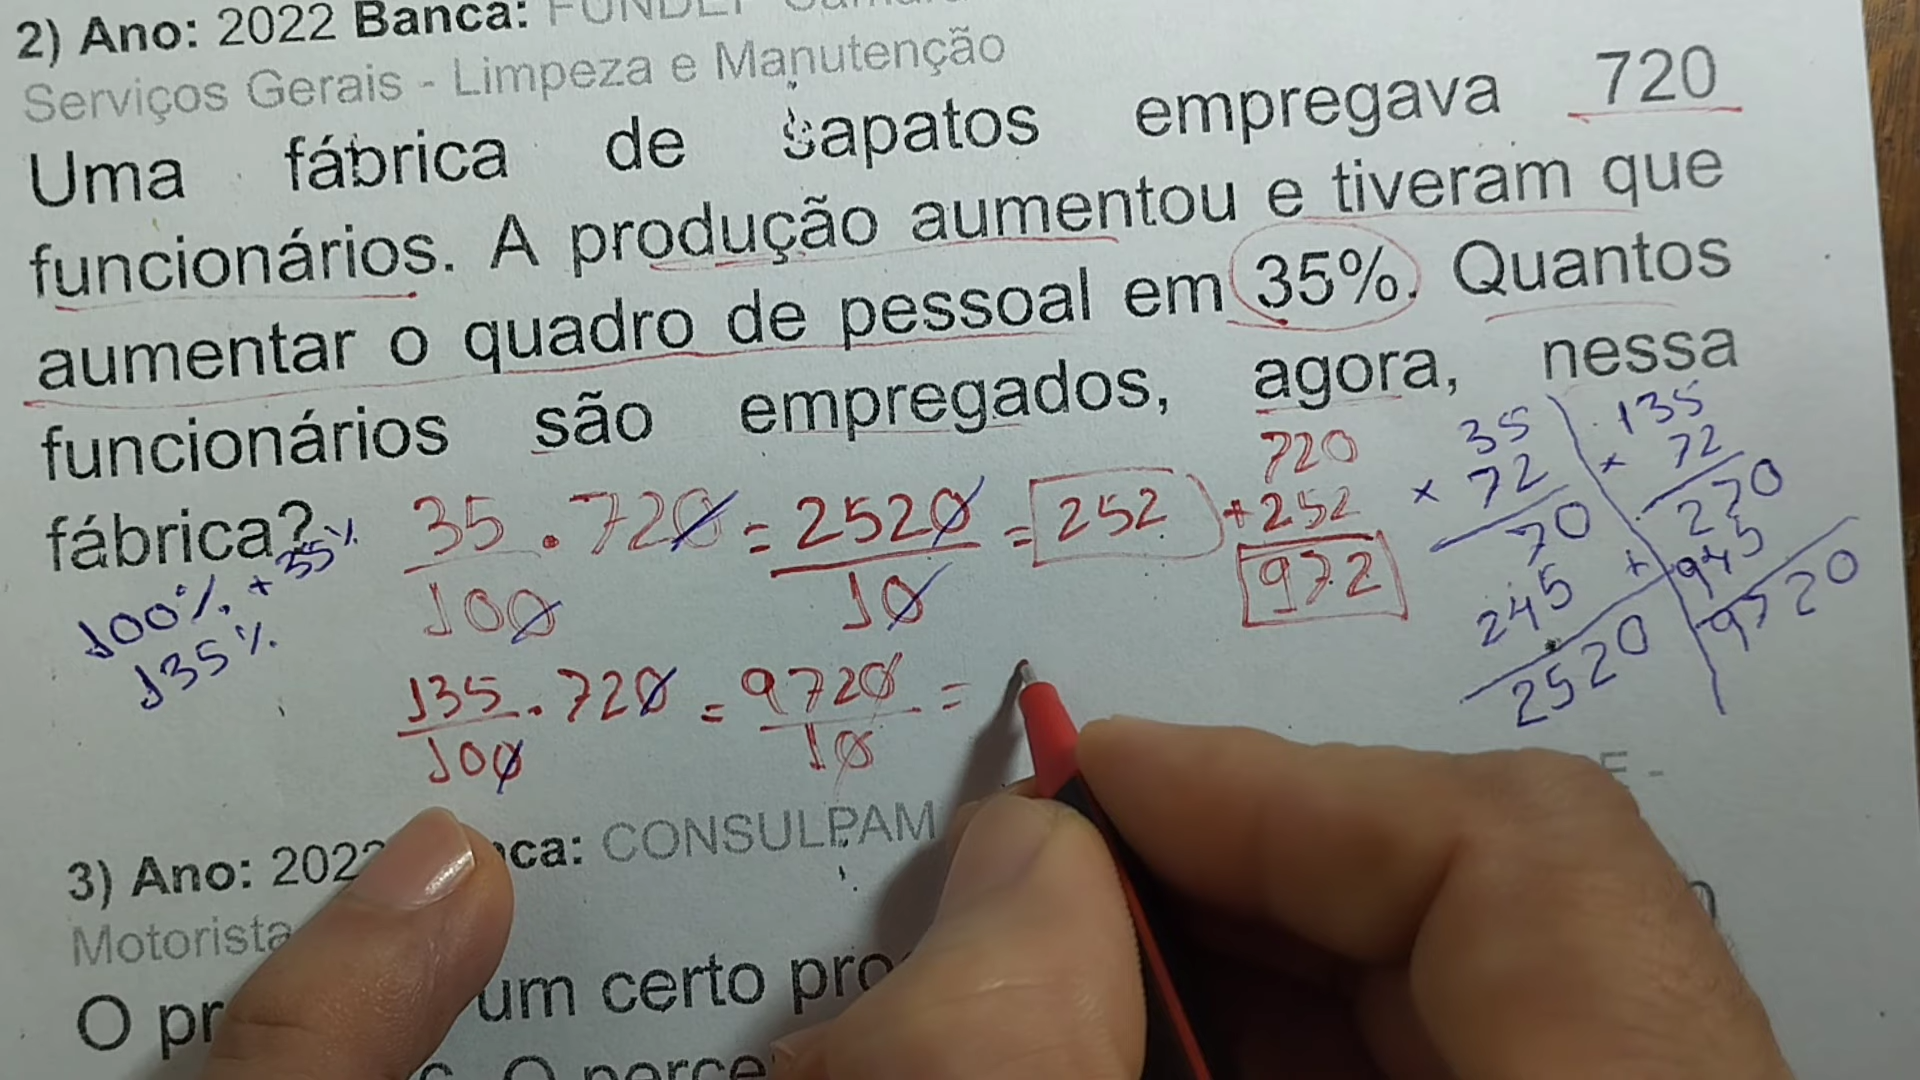 2) Ano: 2022 Banca:
Serviços Gerais - Limpeza e Manutenção
Uma fábrica de sapatos empregava 720
funcionários. A produção aumentou e tiveram que
aumentar o quadro de pessoal em 35%. Quantos
funcionários são empregados, agora, nessa
fábrica?
100% + 35%
135%
35/100 . 720 = 2520/10 = 252
720
+252
972
135/100 . 720 = 9720/10 =
35
× 72
70
245
2520
135
× 72
270
+ 945
9720
3) Ano: 2022 CONSULPAM
Motorista
um certo
O